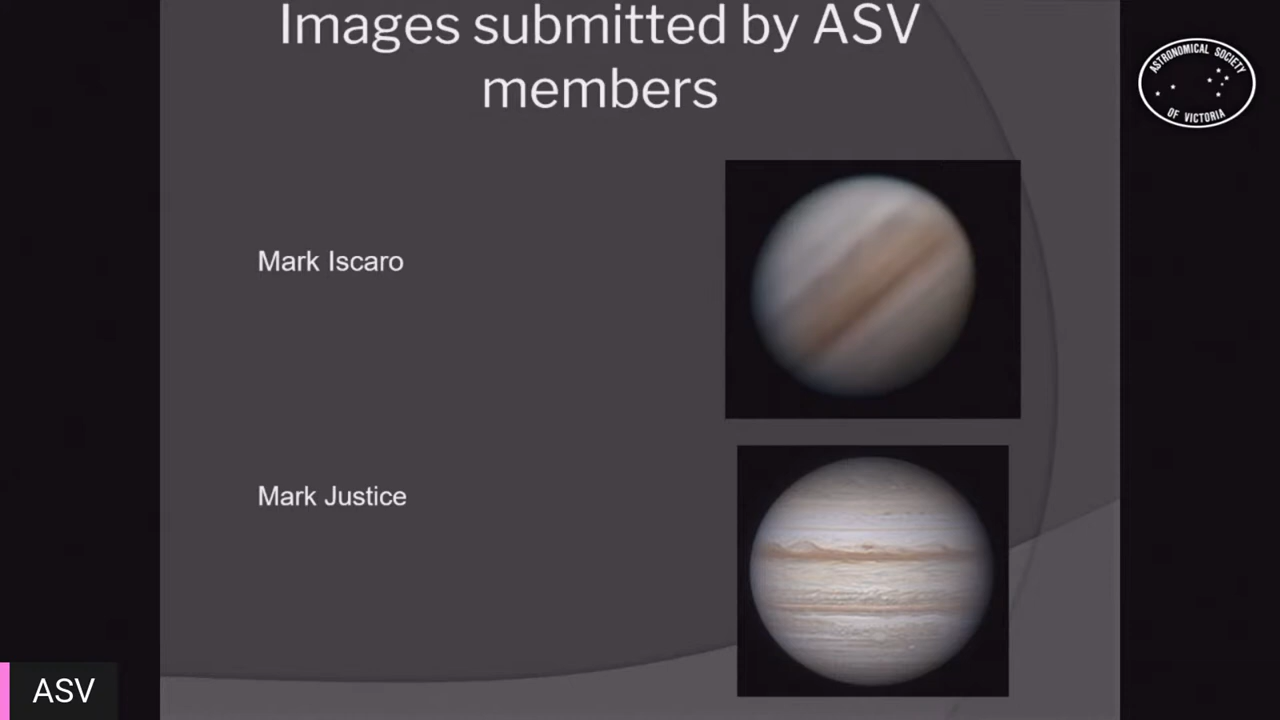 Images submitted by ASV
members
ASTRONOMICAL SOCIETY
OF VICTORIA
Mark Iscaro
Mark Justice
ASV